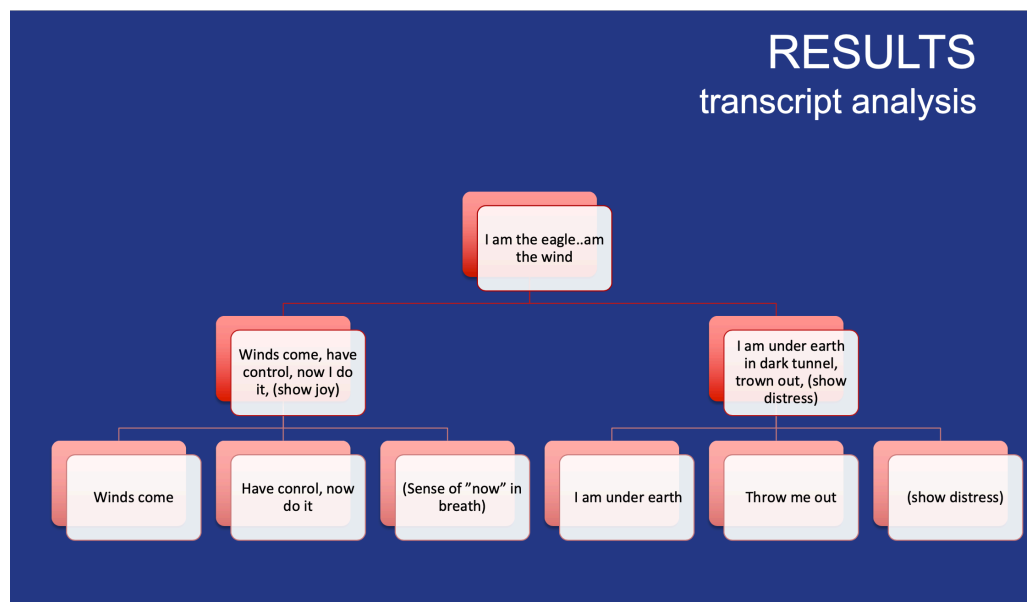 RESULTS
transcript analysis
I am the eagle..am
the wind
Winds come, have
control, now I do
it, (show joy)
I am under earth
in dark tunnel,
trown out, (show
distress)
Winds come
Have conrol, now
do it
(Sense of ”now” in
breath)
I am under earth
Throw me out
(show distress)